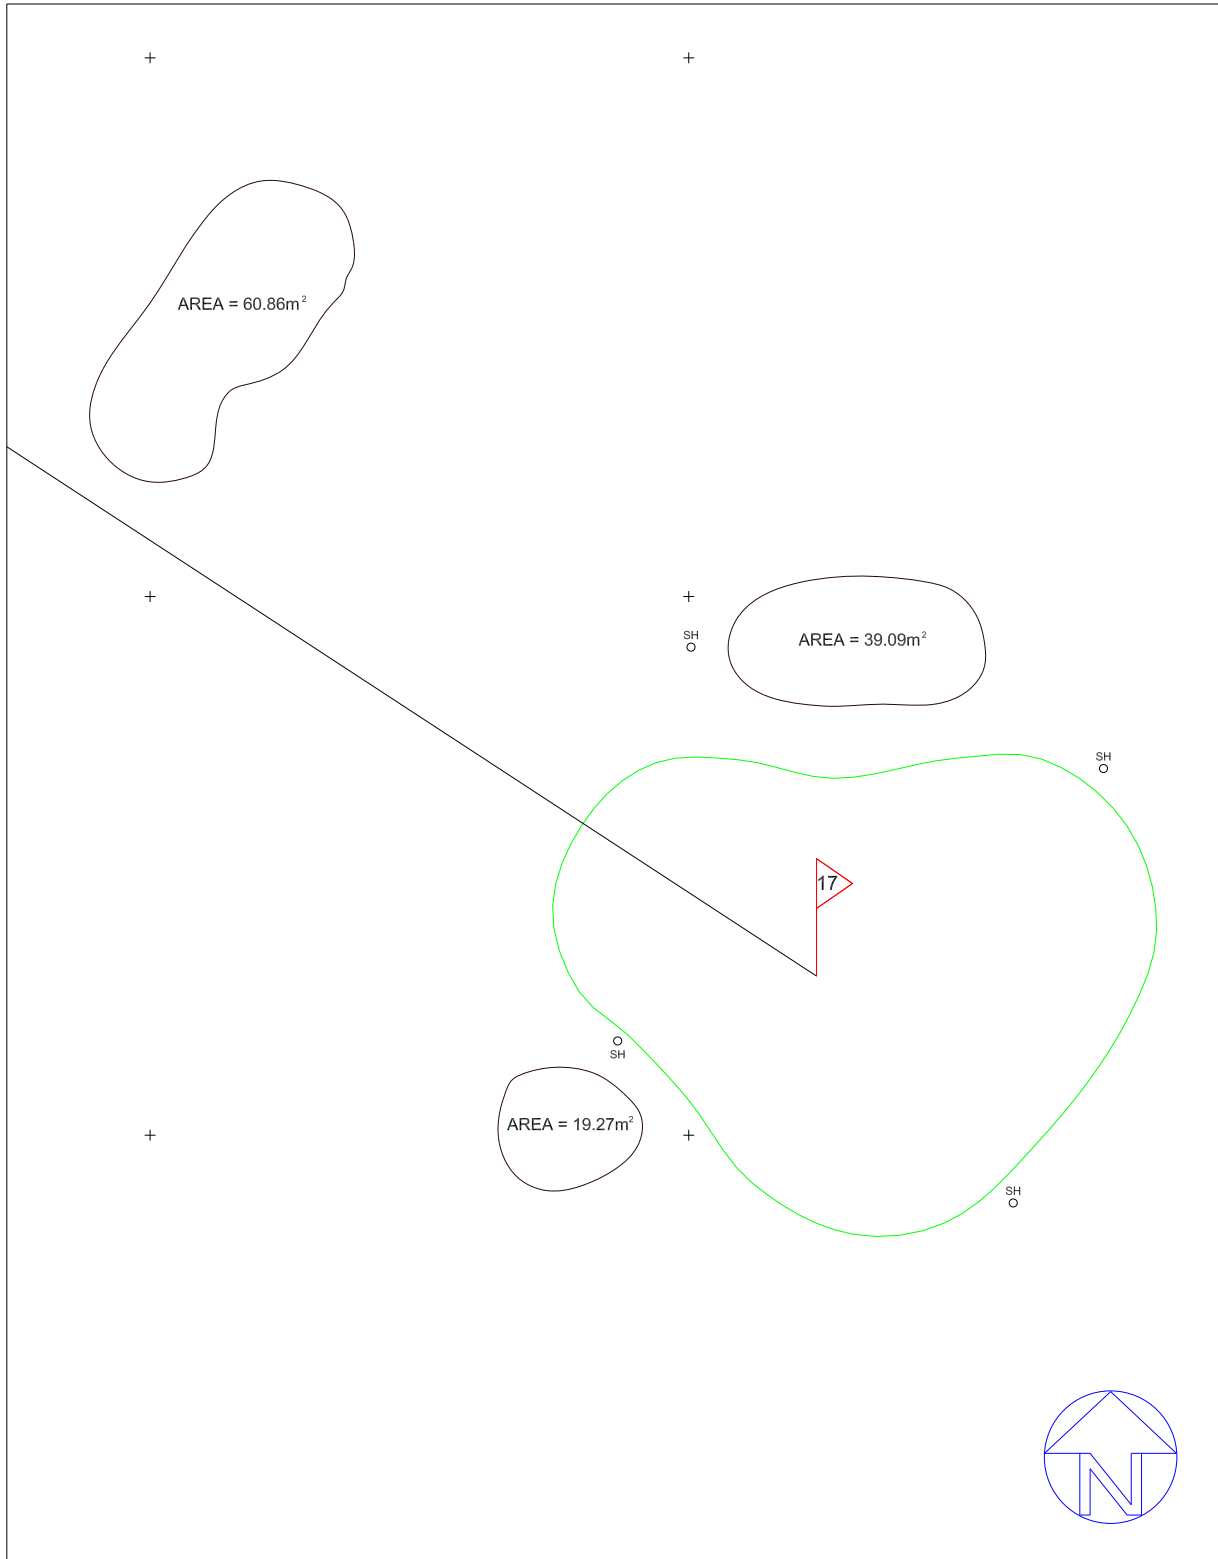 AREA = 60.86m²
SH
AREA = 39.09m²
SH
17
SH
AREA = 19.27m²
SH
N